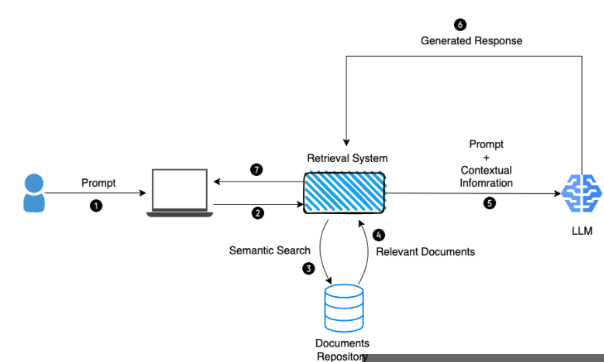 6
Generated Response
Retrieval System
Prompt
+
Contextual
Infomration
Prompt
7
1
2
5
LLM
4
Semantic Search
Relevant Documents
3
Documents
Repository